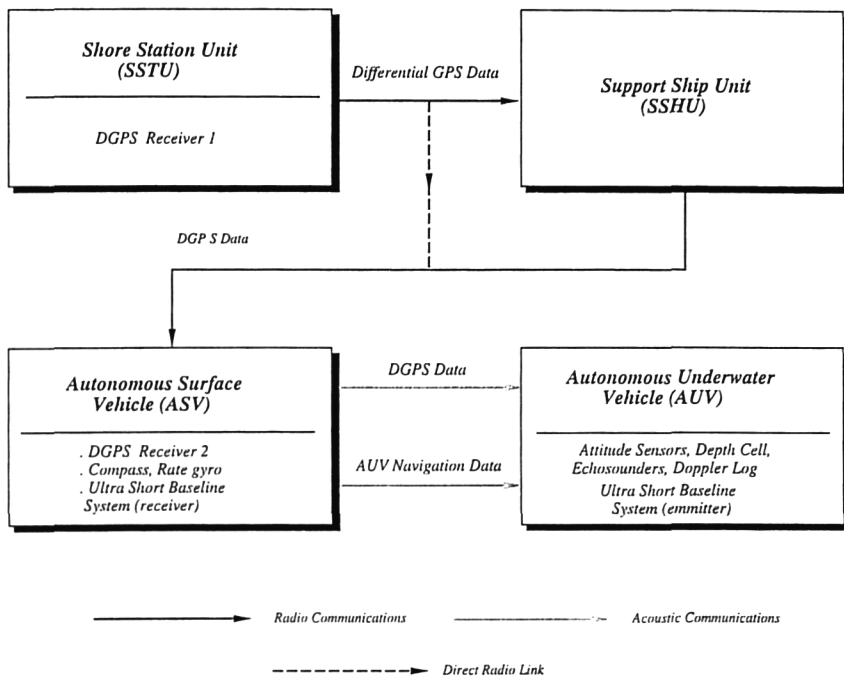 Shore Station Unit
(SSTU)
DGPS Receiver 1
Differential GPS Data
Support Ship Unit
(SSHU)
DGP S Data
Autonomous Surface
Vehicle (ASV)
. DGPS Receiver 2
. Compass, Rate gyro
. Ultra Short Baseline
System (receiver)
DGPS Data
AUV Navigation Data
Autonomous Underwater
Vehicle (AUV)
Attitude Sensors, Depth Cell,
Echosounders, Doppler Log
Ultra Short Baseline
System (emmitter)
Radio Communications
Acoustic Communications
Direct Radio Link